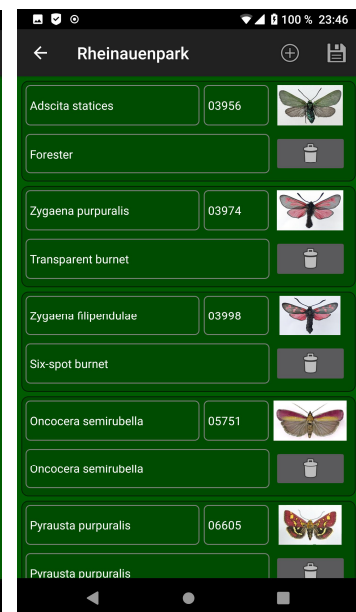 100 % 23:46
Rheinauenpark
Adscita statices 03956
Forester
Zygaena purpuralis 03974
Transparent burnet
Zygaena filipendulae 03998
Six-spot burnet
Oncocera semirubella 05751
Oncocera semirubella
Pyrausta purpuralis 06605
Pyrausta purpuralis